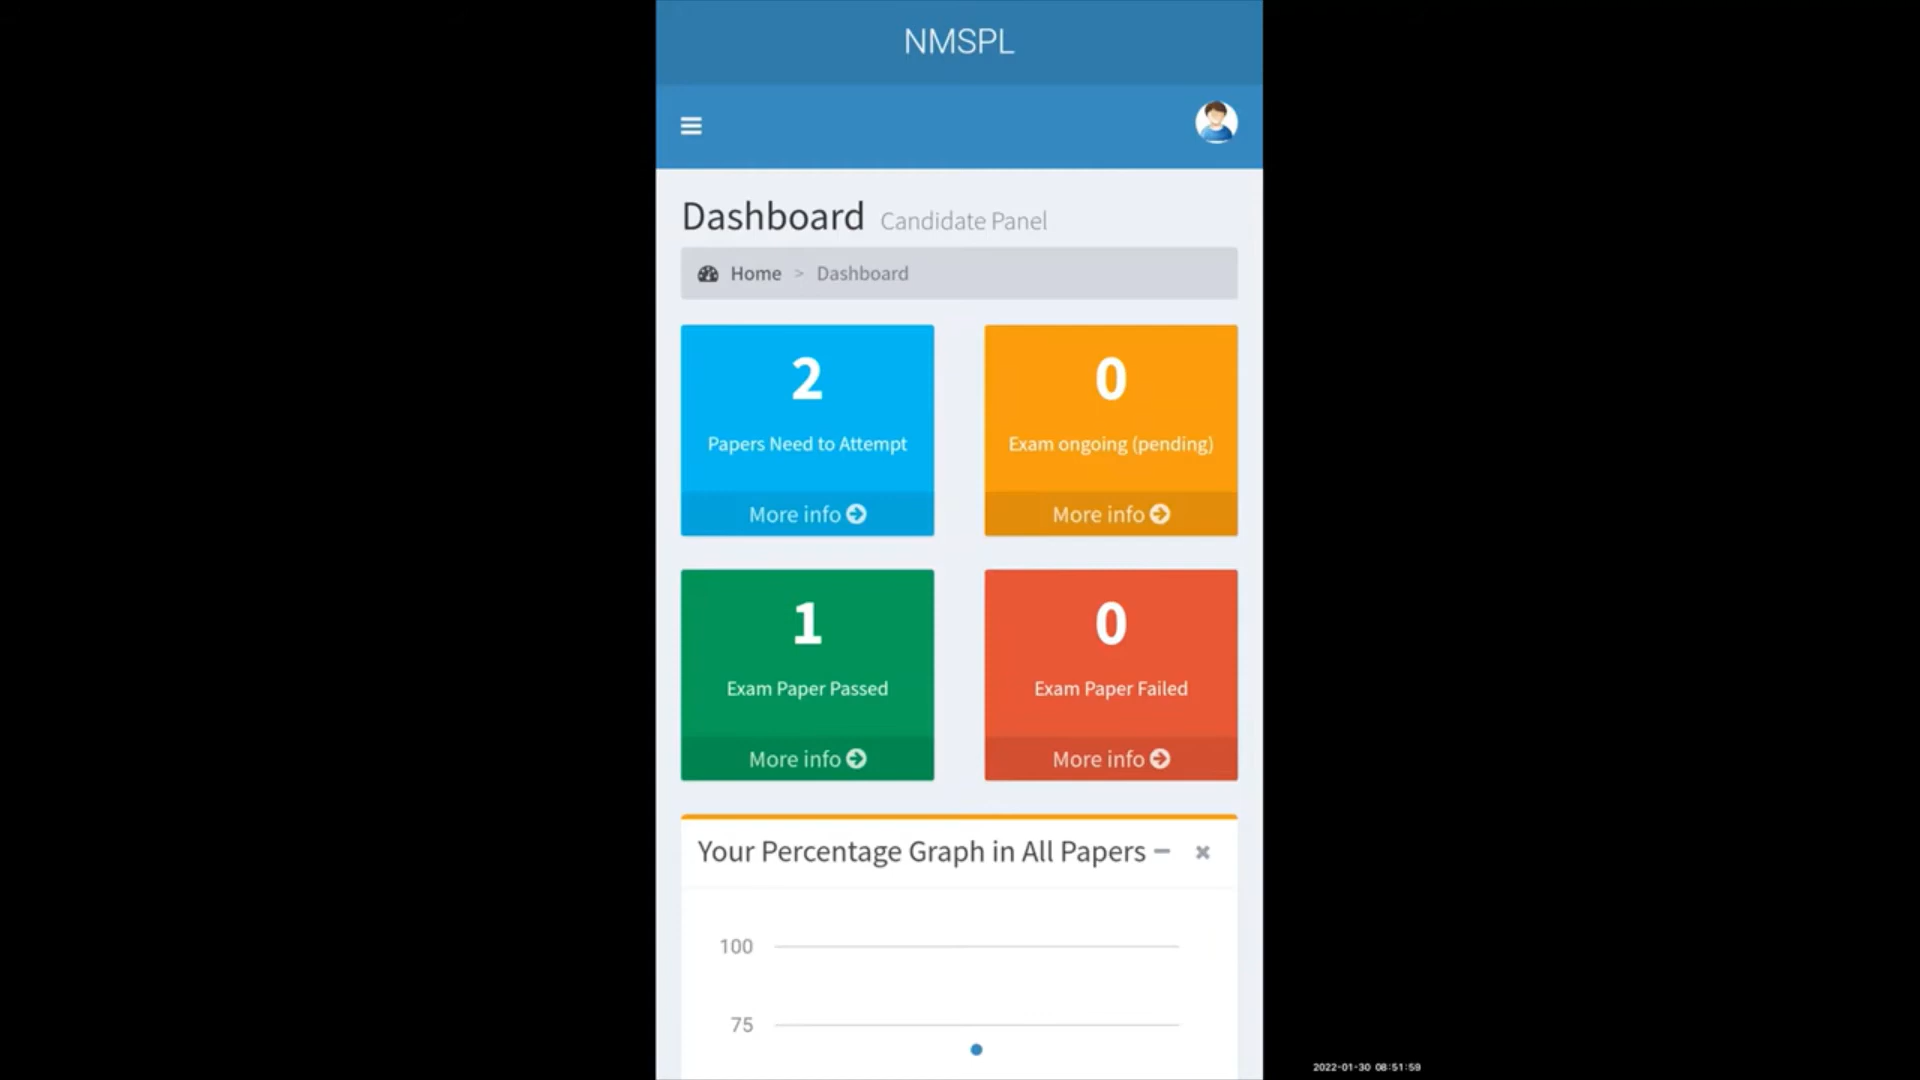 NMSPL
Dashboard Candidate Panel
Home > Dashboard
2
Papers Need to Attempt
More info
0
Exam ongoing (pending)
More info
1
Exam Paper Passed
More info
0
Exam Paper Failed
More info
Your Percentage Graph in All Papers
100
75
2022-01-30 08:51:59